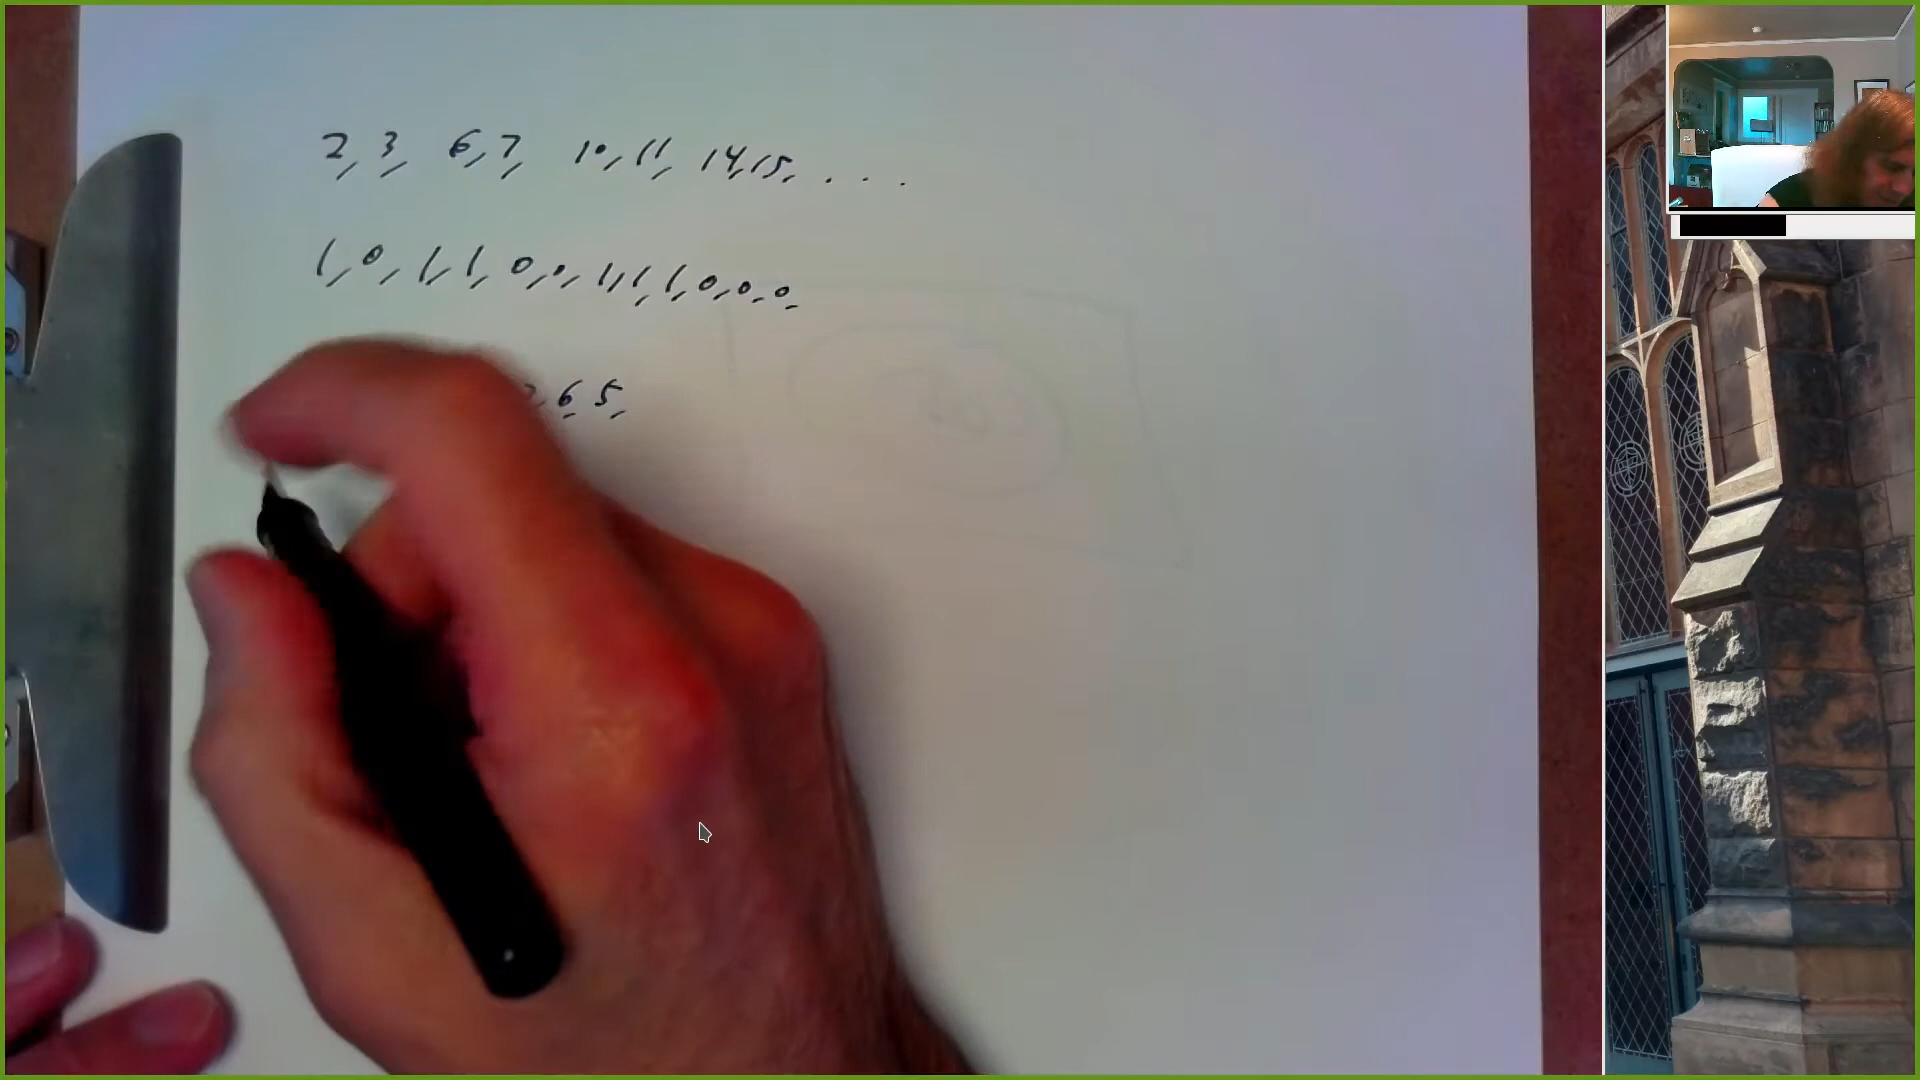 2, 3, 6, 7, 10, 11, 14, 15, . . .
1, 0, 1, 1, 0, 0, 1, 1, 1, 0, 0, 0,
6, 5,